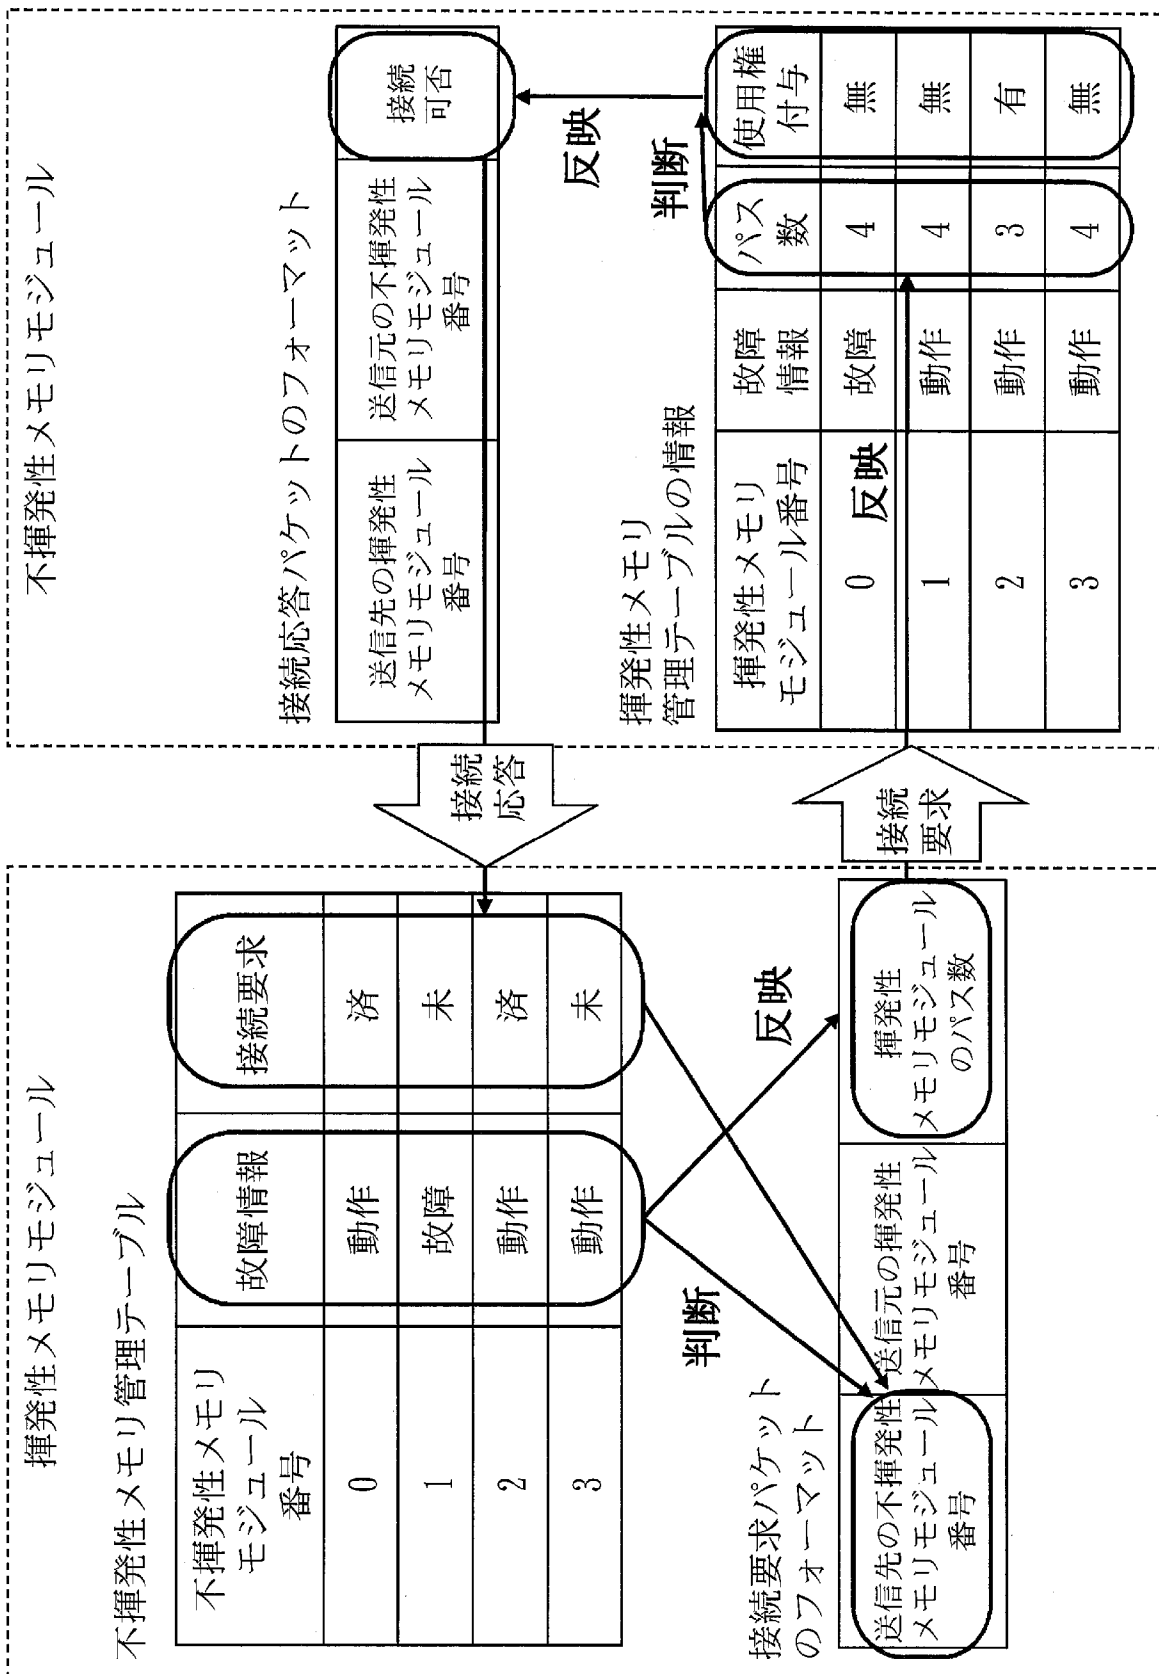 揮発性メモリモジュール
不揮発性メモリ管理テーブル
不揮発性メモリ
モジュール
番号
故障情報
接続要求
0
動作
済
1
故障
未
2
動作
済
3
動作
未
判断
反映
接続要求パケット
のフォーマット
送信先の不揮発性
メモリモジュール
番号
送信元の揮発性
メモリモジュール
番号
揮発性
メモリモジュール
のパス数
接続
応答
接続
要求
不揮発性メモリモジュール
接続応答パケットのフォーマット
送信先の揮発性
メモリモジュール
番号
送信元の不揮発性
メモリモジュール
番号
接続
可否
反映
判断
揮発性メモリ
管理テーブルの情報
揮発性メモリ
モジュール番号
故障
情報
パス
数
使用権
付与
0
故障
4
無
反映
1
動作
4
無
2
動作
3
有
3
動作
4
無